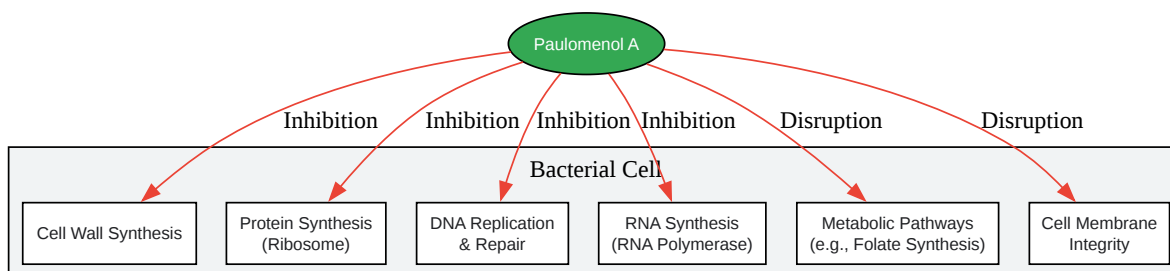 Paulomenol A
Inhibition
Inhibition
Inhibition
Inhibition
Disruption
Disruption
Bacterial Cell
Cell Wall Synthesis
Protein Synthesis
(Ribosome)
DNA Replication
& Repair
RNA Synthesis
(RNA Polymerase)
Metabolic Pathways
(e.g., Folate Synthesis)
Cell Membrane
Integrity